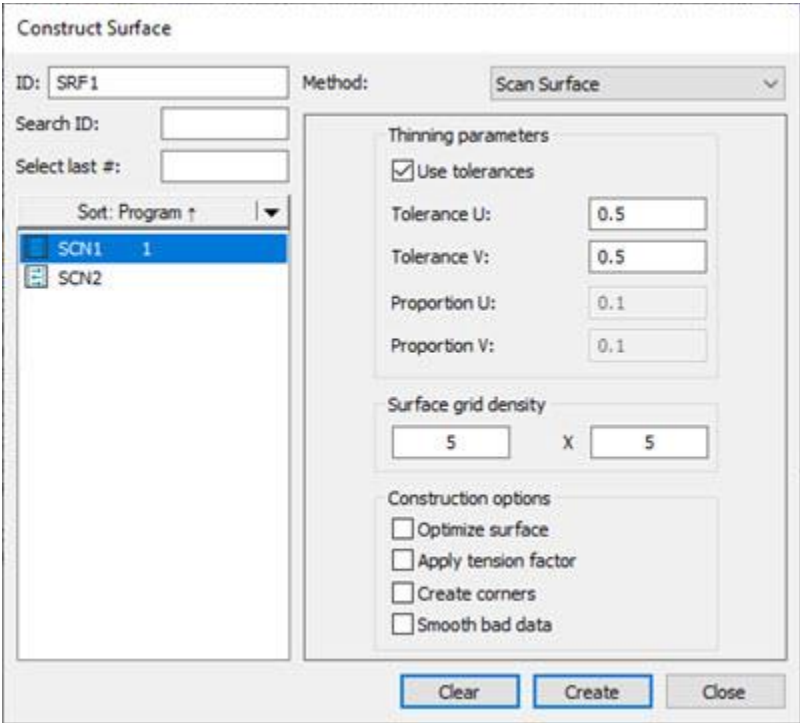 Construct Surface
ID: SRF1
Method: Scan Surface
Search ID:
Select last #:
Sort: Program ↑
SCN1 1
SCN2
Thinning parameters
Use tolerances
Tolerance U: 0.5
Tolerance V: 0.5
Proportion U: 0.1
Proportion V: 0.1
Surface grid density
5 X 5
Construction options
Optimize surface
Apply tension factor
Create corners
Smooth bad data
Clear Create Close